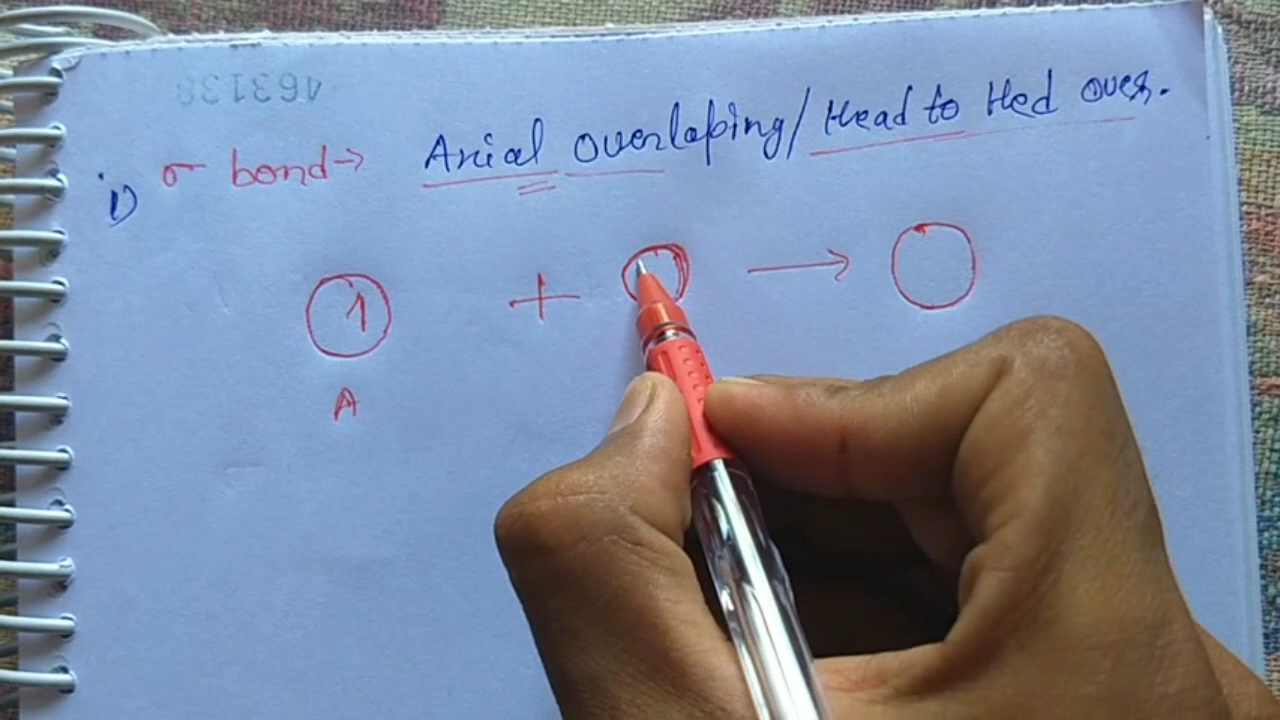 463138
i) σ bond → Axial overlaping / Head to Hed over.
1 + →
A